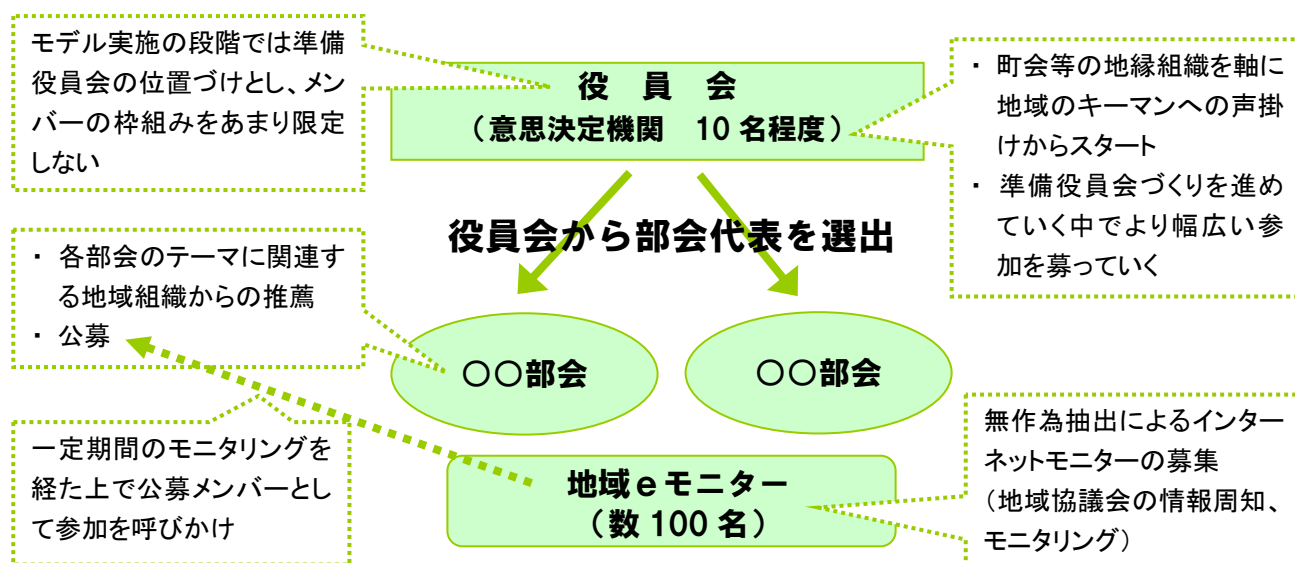 モデル実施の段階では準備
役員会の位置づけとし、メン
バーの枠組みをあまり限定
しない
役 員 会
（意思決定機関 10名程度）
・ 町会等の地縁組織を軸に
地域のキーマンへの声掛
けからスタート
・ 準備役員会づくりを進め
ていく中でより幅広い参
加を募っていく
役員会から部会代表を選出
・ 各部会のテーマに関連す
る地域組織からの推薦
・ 公募
〇〇部会
〇〇部会
一定期間のモニタリングを
経た上で公募メンバーとし
て参加を呼びかけ
地域eモニター
（数100名）
無作為抽出によるインター
ネットモニターの募集
（地域協議会の情報周知、
モニタリング）